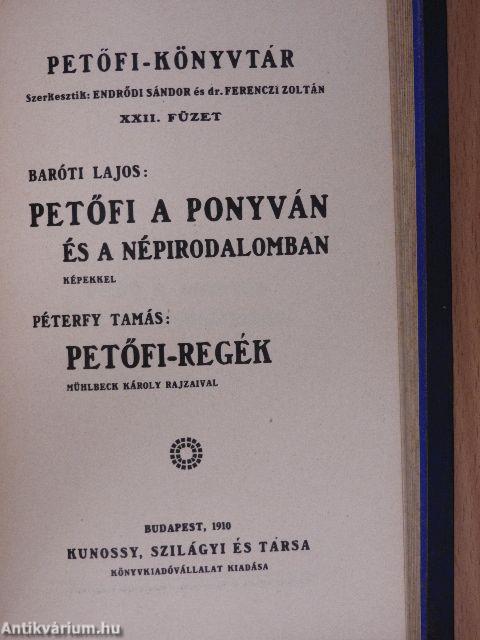 PETŐFI-KÖNYVTÁR
Szerkesztik: ENDRŐDI SÁNDOR és dr. FERENCZI ZOLTÁN
XXII. FÜZET
BARÓTI LAJOS:
PETŐFI A PONYVÁN
ÉS A NÉPIRODALOMBAN
KÉPEKKEL
PÉTERFY TAMÁS:
PETŐFI-REGÉK
MÜHLBECK KÁROLY RAJZAIVAL
BUDAPEST, 1910
KUNOSSY, SZILÁGYI ÉS TÁRSA
KÖNYVKIADÓVÁLLALAT KIADÁSA
Antikvárium.hu